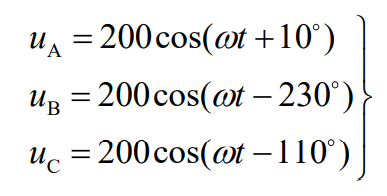 u_A = 200cos(ωt + 10°)
u_B = 200cos(ωt − 230°)
u_C = 200cos(ωt − 110°)